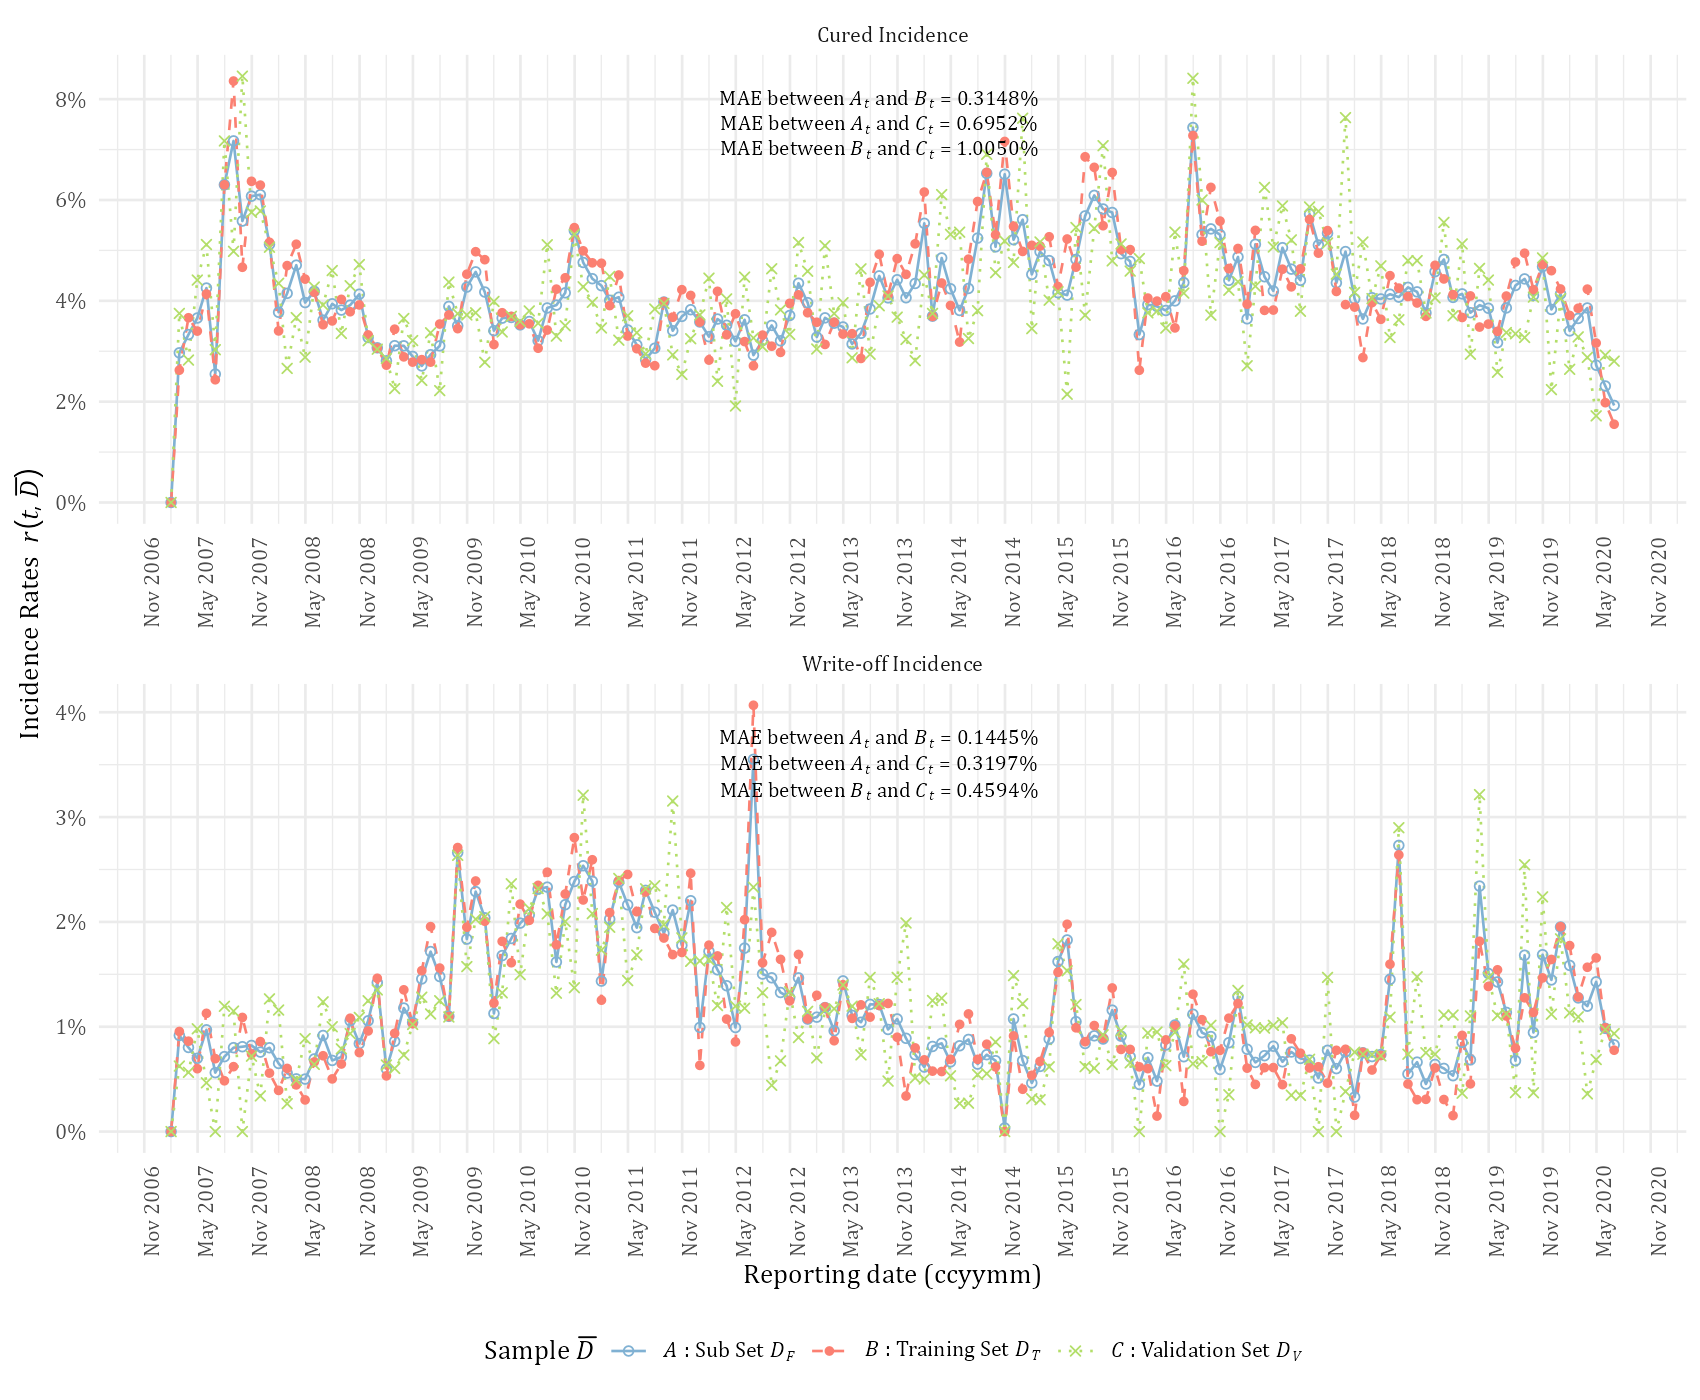 Cured Incidence
MAE between A_t and B_t = 0.3148%
MAE between A_t and C_t = 0.6952%
MAE between B_t and C_t = 1.0050%
8%
6%
4%
2%
0%
Nov 2006
May 2007
Nov 2007
May 2008
Nov 2008
May 2009
Nov 2009
May 2010
Nov 2010
May 2011
Nov 2011
May 2012
Nov 2012
May 2013
Nov 2013
May 2014
Nov 2014
May 2015
Nov 2015
May 2016
Nov 2016
May 2017
Nov 2017
May 2018
Nov 2018
May 2019
Nov 2019
May 2020
Nov 2020
Incidence Rates r(t, D̅)
Write-off Incidence
MAE between A_t and B_t = 0.1445%
MAE between A_t and C_t = 0.3197%
MAE between B_t and C_t = 0.4594%
4%
3%
2%
1%
0%
Nov 2006
May 2007
Nov 2007
May 2008
Nov 2008
May 2009
Nov 2009
May 2010
Nov 2010
May 2011
Nov 2011
May 2012
Nov 2012
May 2013
Nov 2013
May 2014
Nov 2014
May 2015
Nov 2015
May 2016
Nov 2016
May 2017
Nov 2017
May 2018
Nov 2018
May 2019
Nov 2019
May 2020
Nov 2020
Reporting date (ccyymm)
Sample D̅ A : Sub Set D_F B : Training Set D_T C : Validation Set D_V